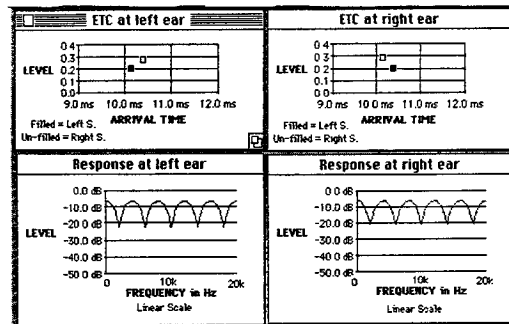 ETC at left ear
0.4
0.3
LEVEL 0.2
0.1
0.0
9.0 ms 10.0 ms 11.0 ms 12.0 ms
ARRIVAL TIME
Filled = Left S.
Un-filled = Right S.
ETC at right ear
0.4
0.3
LEVEL 0.2
0.1
0.0
9.0 ms 10.0 ms 11.0 ms 12.0 ms
ARRIVAL TIME
Filled = Left S.
Un-filled = Right S.
Response at left ear
0.0 dB
-10.0 dB
LEVEL -20.0 dB
-30.0 dB
-40.0 dB
-50.0 dB
0 10k 20k
FREQUENCY in Hz
Linear Scale
Response at right ear
0.0 dB
-10.0 dB
LEVEL -20.0 dB
-30.0 dB
-40.0 dB
-50.0 dB
0 10k 20k
FREQUENCY in Hz
Linear Scale